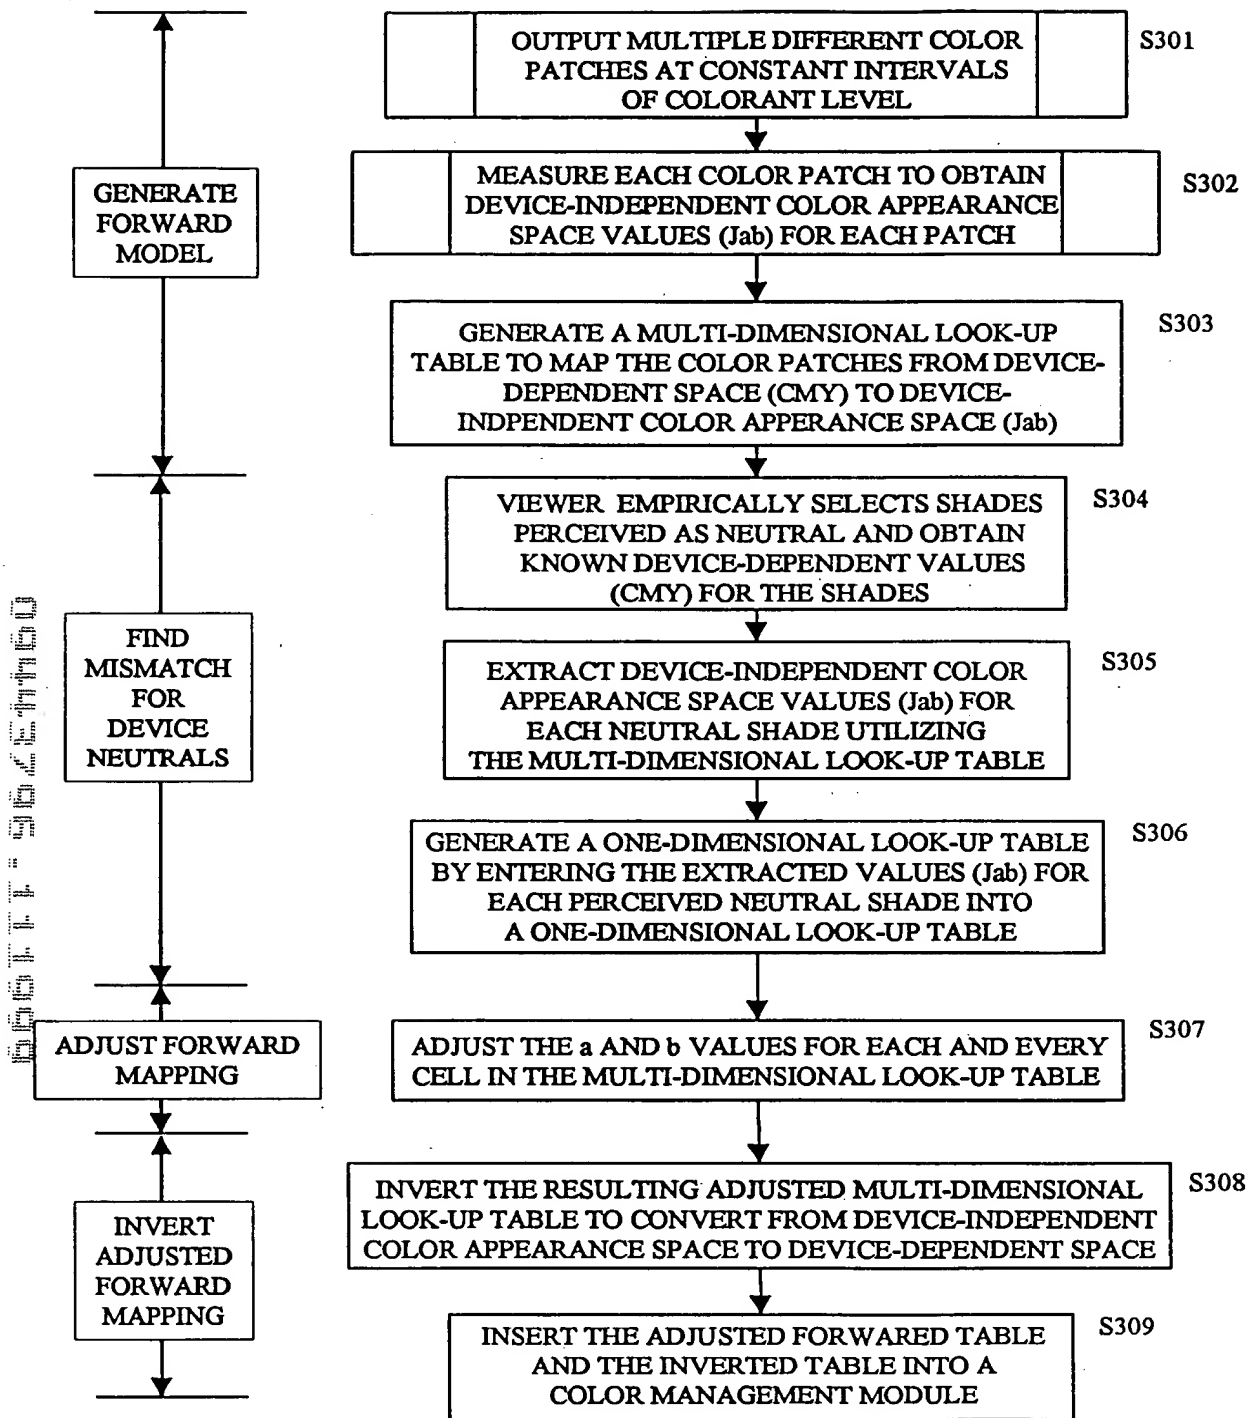 OUTPUT MULTIPLE DIFFERENT COLOR
PATCHES AT CONSTANT INTERVALS
OF COLORANT LEVEL
S301
MEASURE EACH COLOR PATCH TO OBTAIN
DEVICE-INDEPENDENT COLOR APPEARANCE
SPACE VALUES (Jab) FOR EACH PATCH
S302
GENERATE
FORWARD
MODEL
GENERATE A MULTI-DIMENSIONAL LOOK-UP
TABLE TO MAP THE COLOR PATCHES FROM DEVICE-
DEPENDENT SPACE (CMY) TO DEVICE-
INDPENDENT COLOR APPERANCE SPACE (Jab)
S303
VIEWER EMPIRICALLY SELECTS SHADES
PERCEIVED AS NEUTRAL AND OBTAIN
KNOWN DEVICE-DEPENDENT VALUES
(CMY) FOR THE SHADES
S304
FIND
MISMATCH
FOR
DEVICE
NEUTRALS
EXTRACT DEVICE-INDEPENDENT COLOR
APPEARANCE SPACE VALUES (Jab) FOR
EACH NEUTRAL SHADE UTILIZING
THE MULTI-DIMENSIONAL LOOK-UP TABLE
S305
GENERATE A ONE-DIMENSIONAL LOOK-UP TABLE
BY ENTERING THE EXTRACTED VALUES (Jab) FOR
EACH PERCEIVED NEUTRAL SHADE INTO
A ONE-DIMENSIONAL LOOK-UP TABLE
S306
ADJUST FORWARD
MAPPING
ADJUST THE a AND b VALUES FOR EACH AND EVERY
CELL IN THE MULTI-DIMENSIONAL LOOK-UP TABLE
S307
INVERT
ADJUSTED
FORWARD
MAPPING
INVERT THE RESULTING ADJUSTED MULTI-DIMENSIONAL
LOOK-UP TABLE TO CONVERT FROM DEVICE-INDEPENDENT
COLOR APPEARANCE SPACE TO DEVICE-DEPENDENT SPACE
S308
INSERT THE ADJUSTED FORWARED TABLE
AND THE INVERTED TABLE INTO A
COLOR MANAGEMENT MODULE
S309